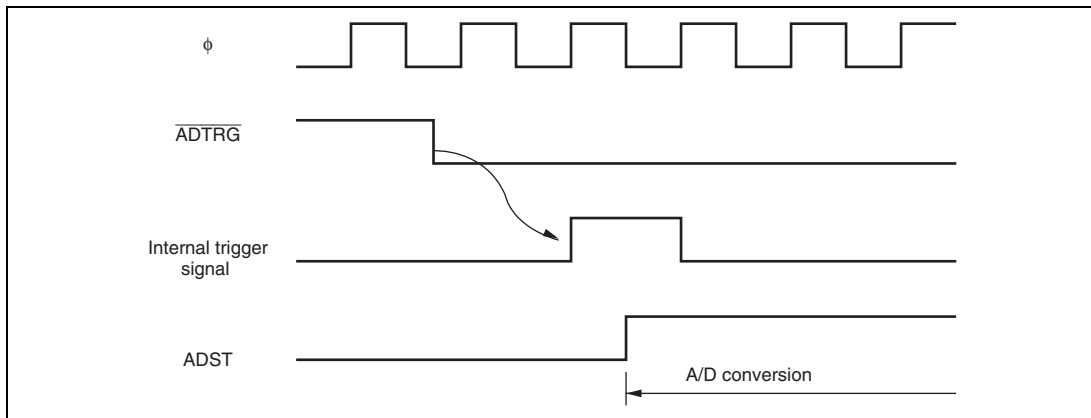 ϕ
ADTRG
Internal trigger
signal
ADST
A/D conversion